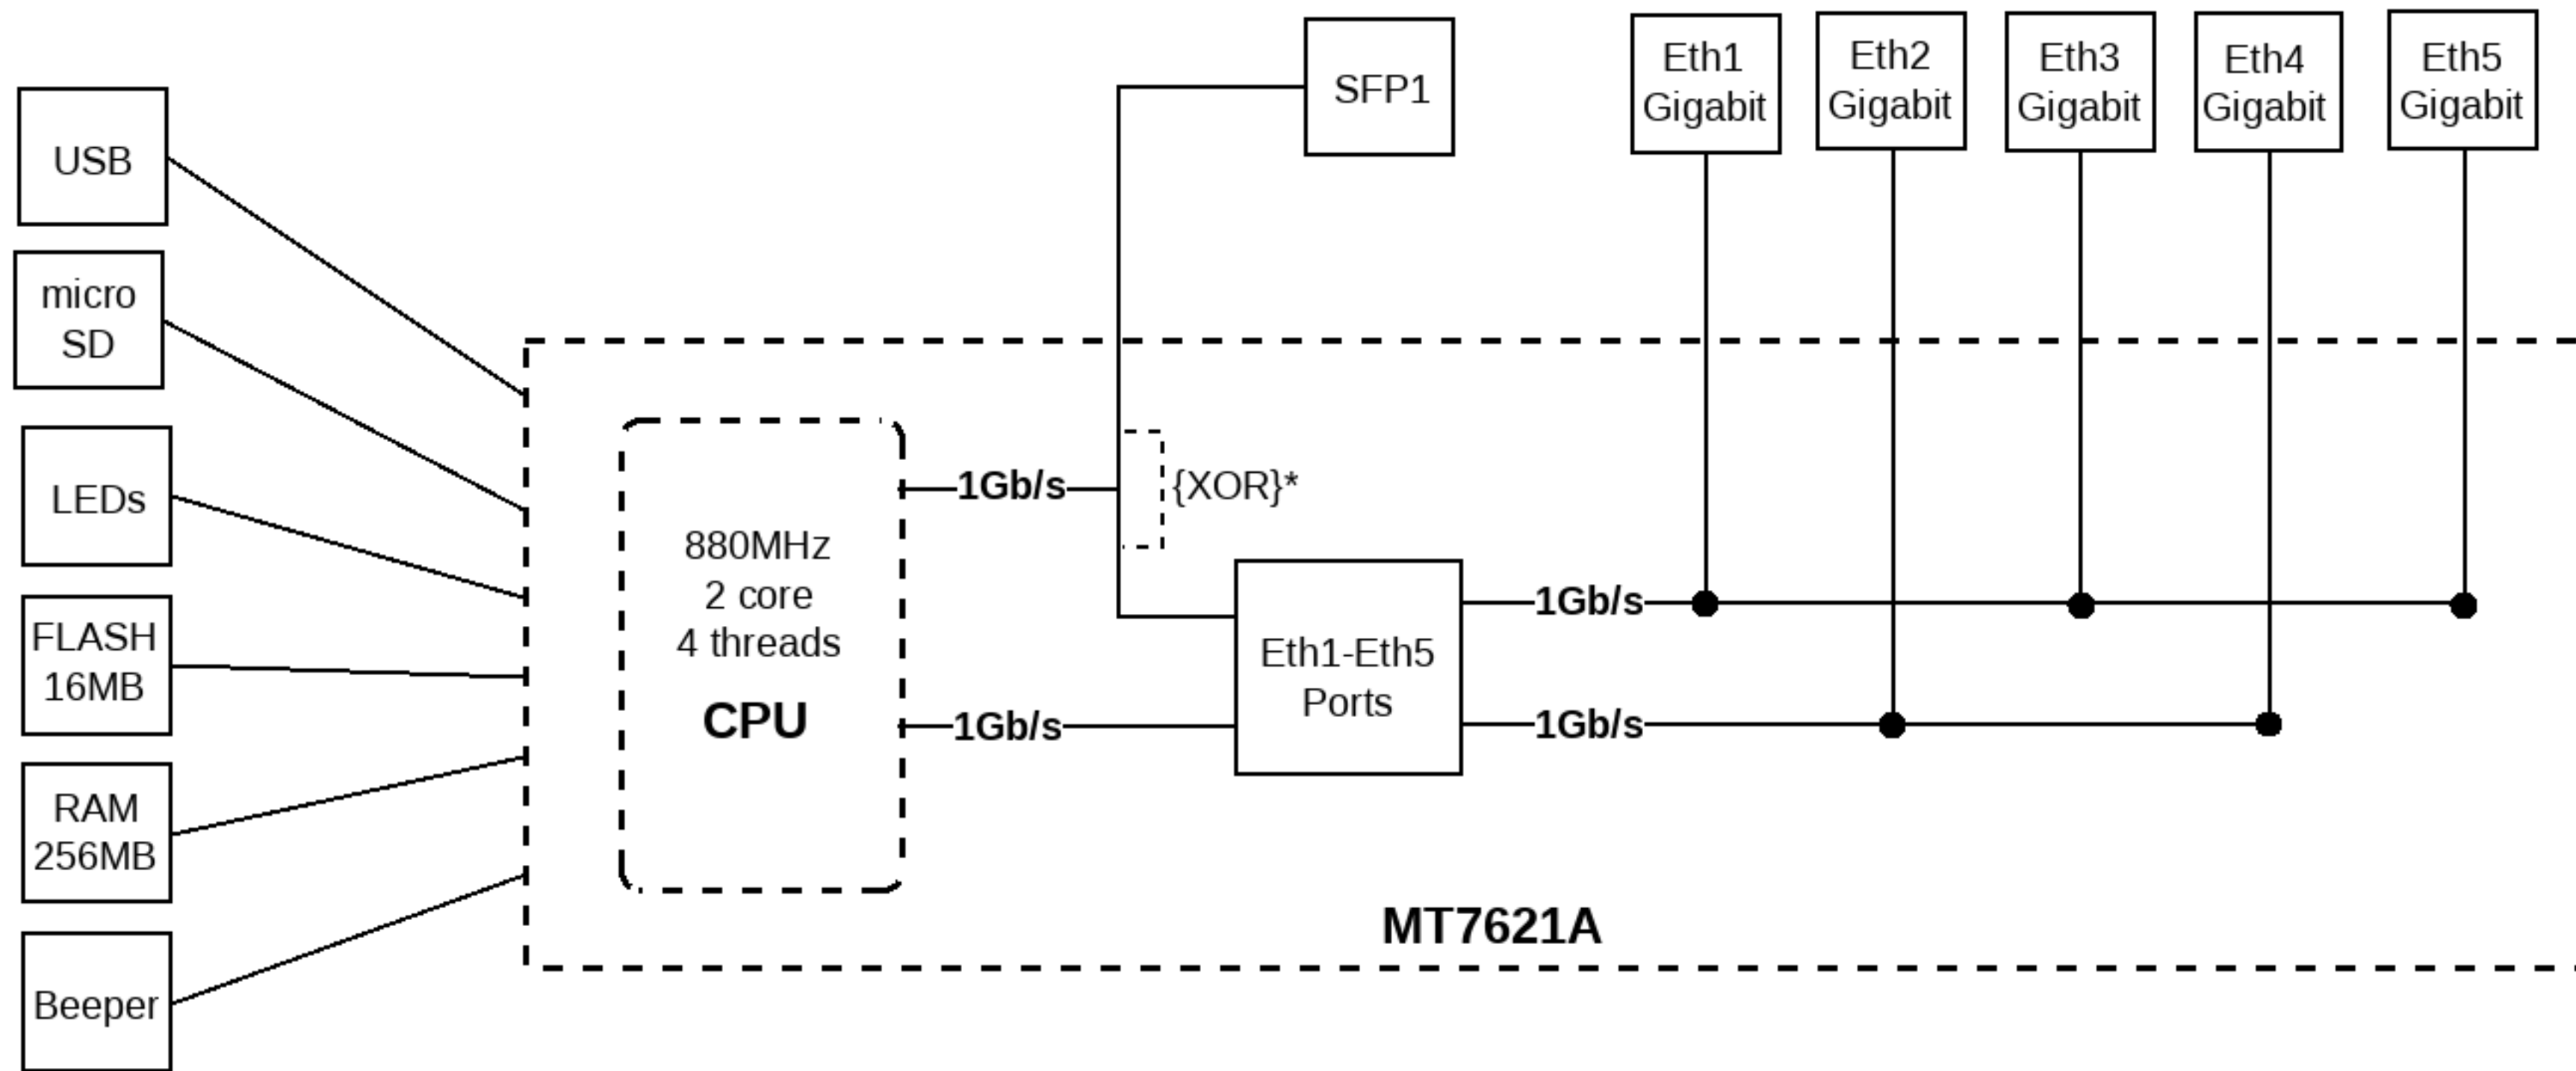 SFP1
Eth1
Gigabit
Eth2
Gigabit
Eth3
Gigabit
Eth4
Gigabit
Eth5
Gigabit
USB
micro
SD
LEDs
FLASH
16MB
RAM
256MB
Beeper
880MHz
2 core
4 threads
CPU
1Gb/s
{XOR}*
1Gb/s
Eth1-Eth5
Ports
1Gb/s
1Gb/s
MT7621A